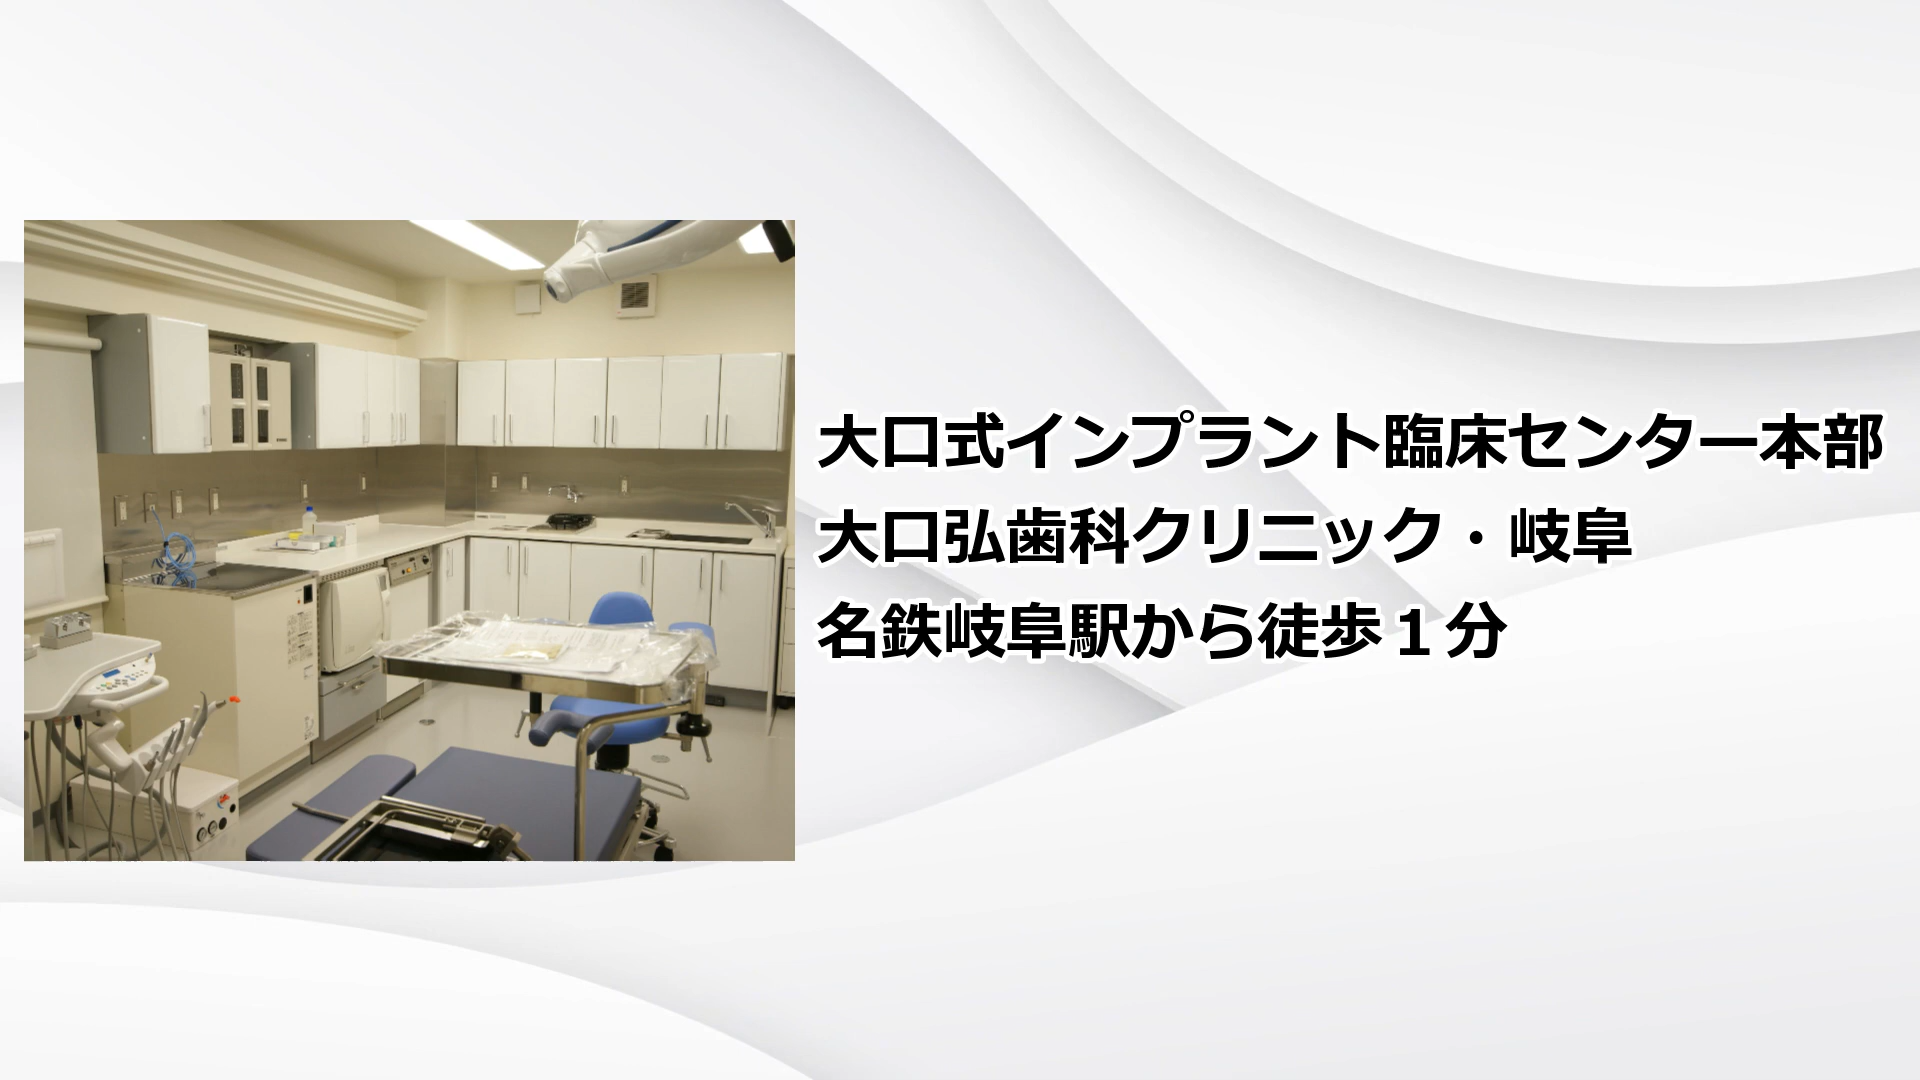 大口式インプラント臨床センター本部
大口弘歯科クリニック・岐阜
名鉄岐阜駅から徒歩１分